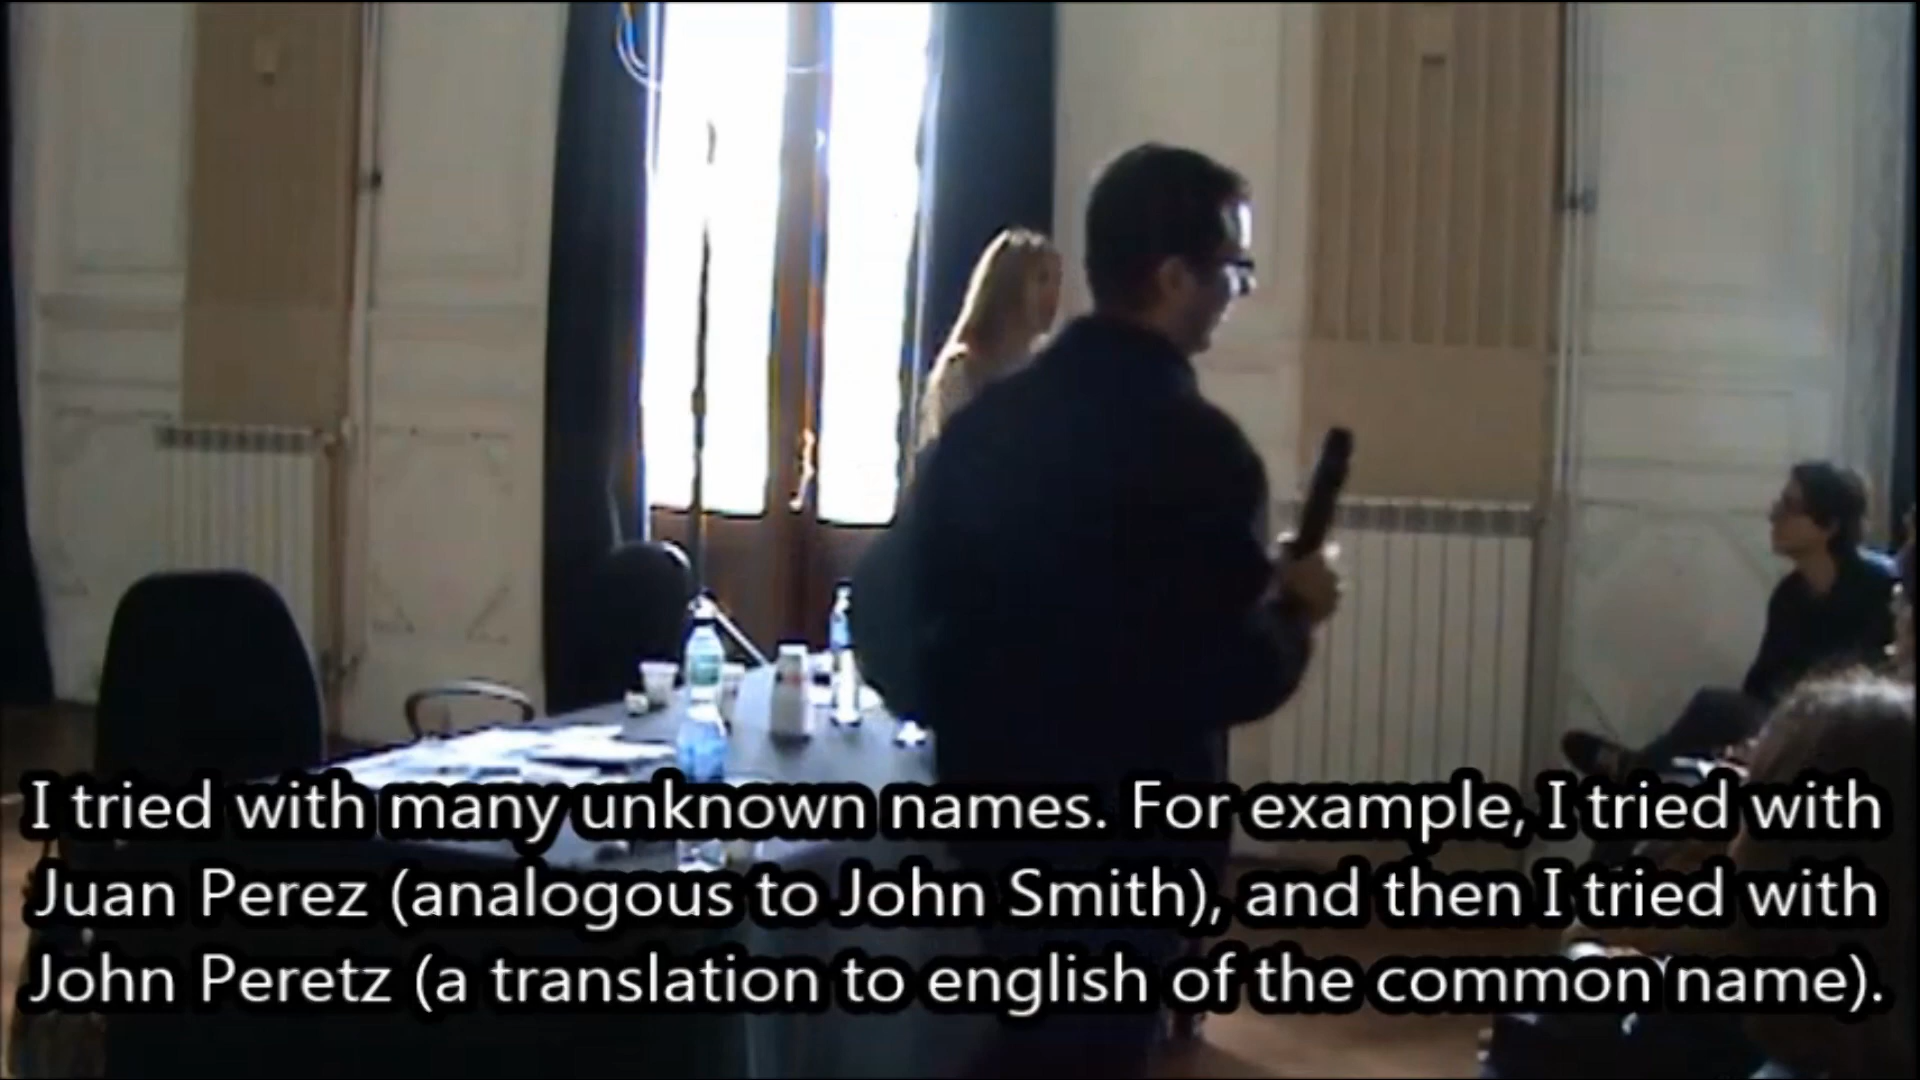 I tried with many unknown names. For example, I tried with
Juan Perez (analogous to John Smith), and then I tried with
John Peretz (a translation to english of the common name).